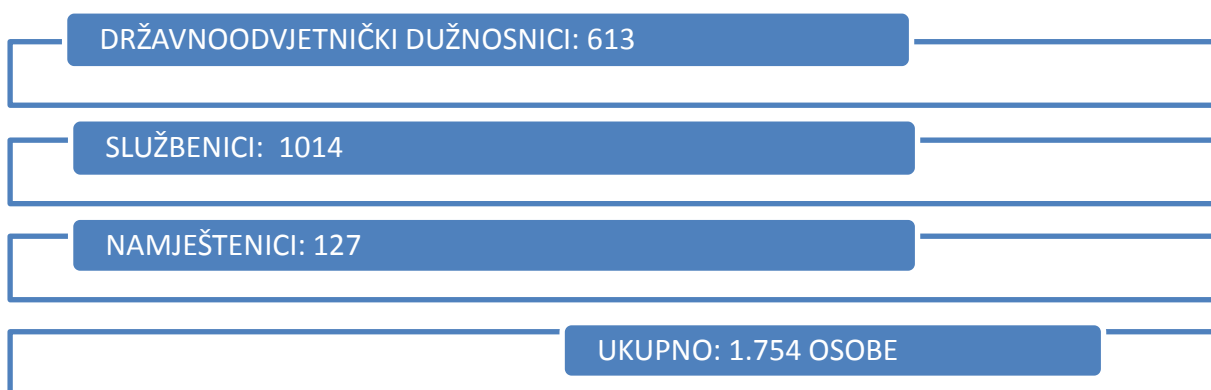 DRŽAVNOODVJETNIČKI DUŽNOSNICI: 613
SLUŽBENICI: 1014
NAMJEŠTENICI: 127
UKUPNO: 1.754 OSOBE